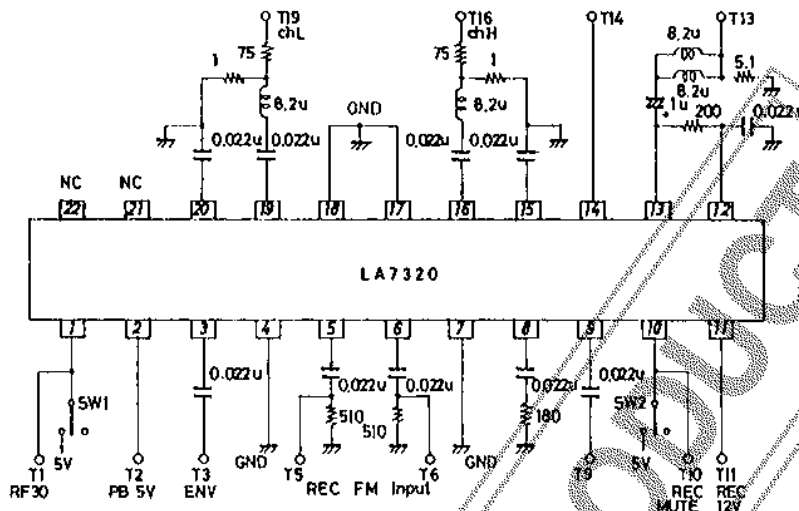 T19 T16 T14 T13
chL chH
75 75 8,2u
1 1 5.1
8,2u 8,2u 8.2u
1u 200
GND
0.022u 0.022u 0.022u 0.022u 0.022u
NC NC
22 21 20 19 18 17 16 15 14 13 12
LA7320
1 2 3 4 5 6 7 8 9 10 11
0.022u 0.022u 0.022u 0.022u 0.022u
SW1 510 510 180 SW2
5V GND GND 5V
T1 T2 T3 T5 T6 T9 T10 T11
RF30 PB 5V ENV REC FM Input REC REC
MUTE 12V
ODUCT